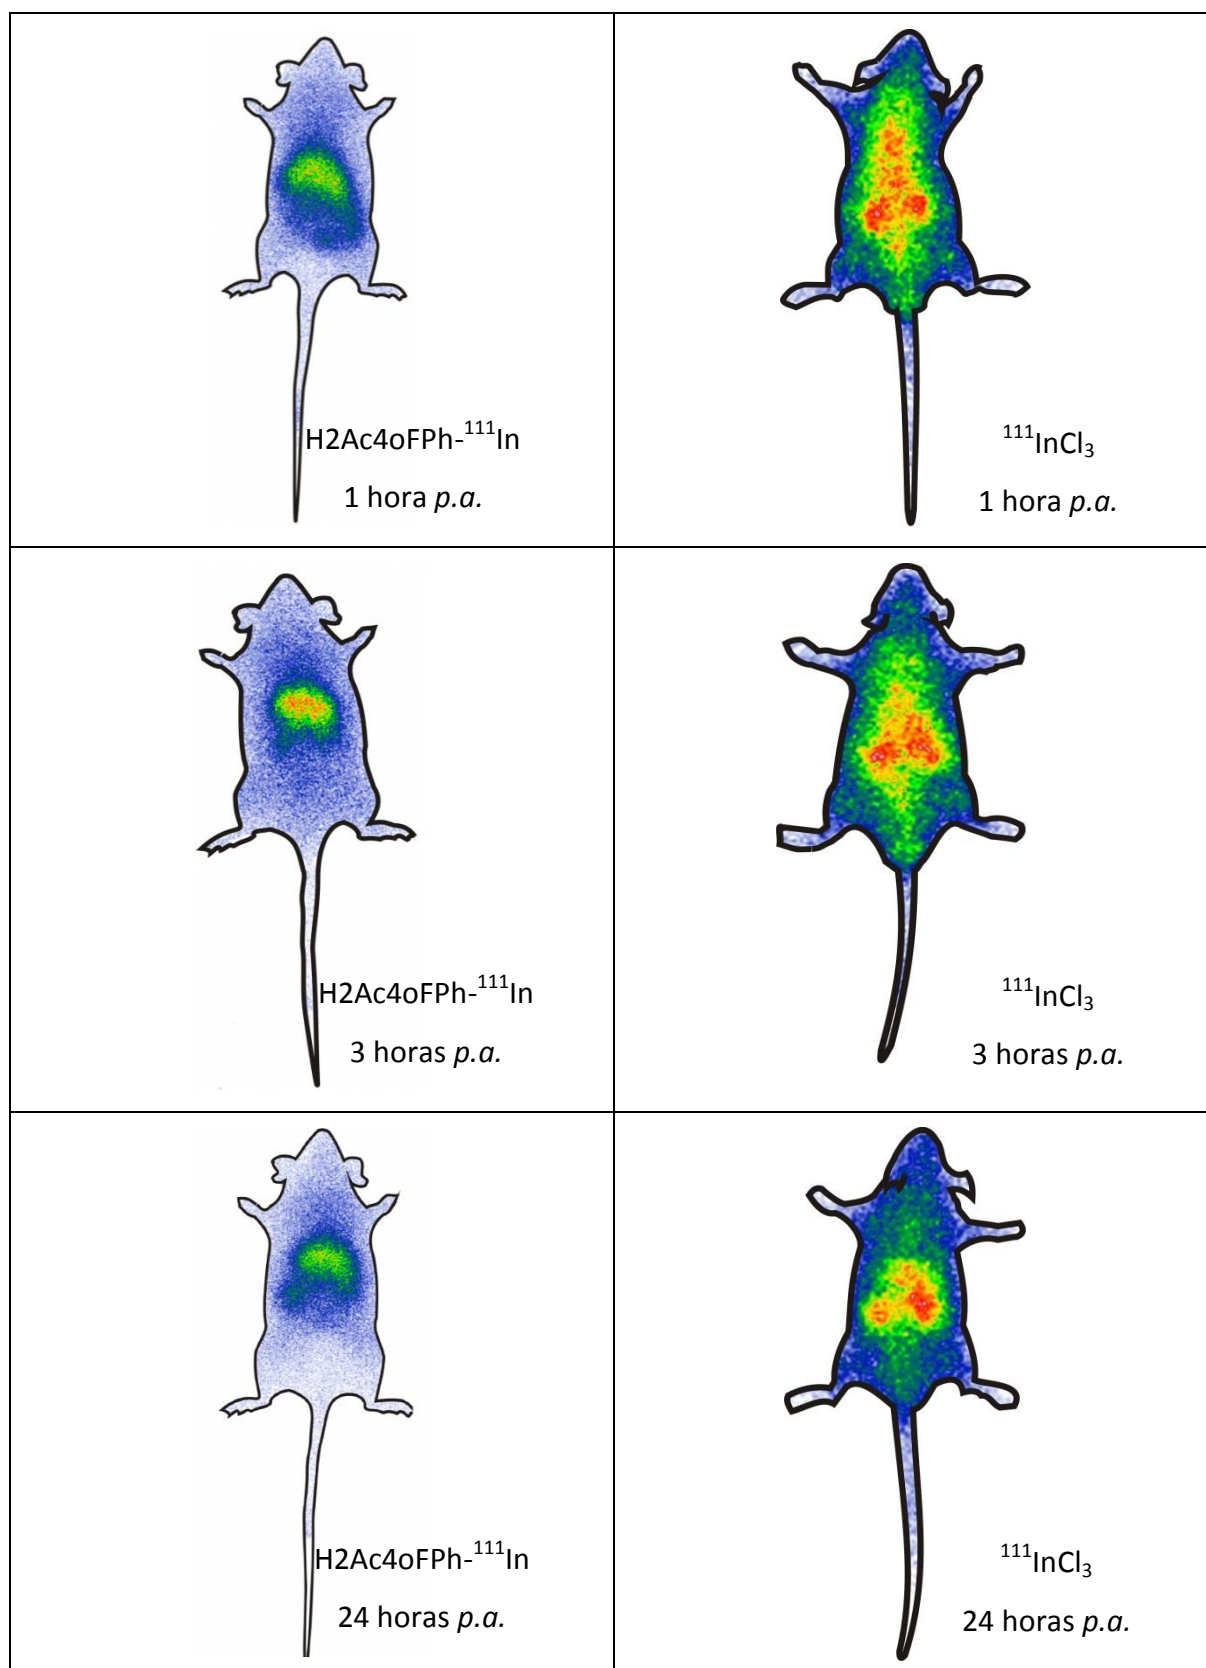 H2Ac4oFPh-¹¹¹In
1 hora p.a.
¹¹¹InCl₃
1 hora p.a.
H2Ac4oFPh-¹¹¹In
3 horas p.a.
¹¹¹InCl₃
3 horas p.a.
H2Ac4oFPh-¹¹¹In
24 horas p.a.
¹¹¹InCl₃
24 horas p.a.